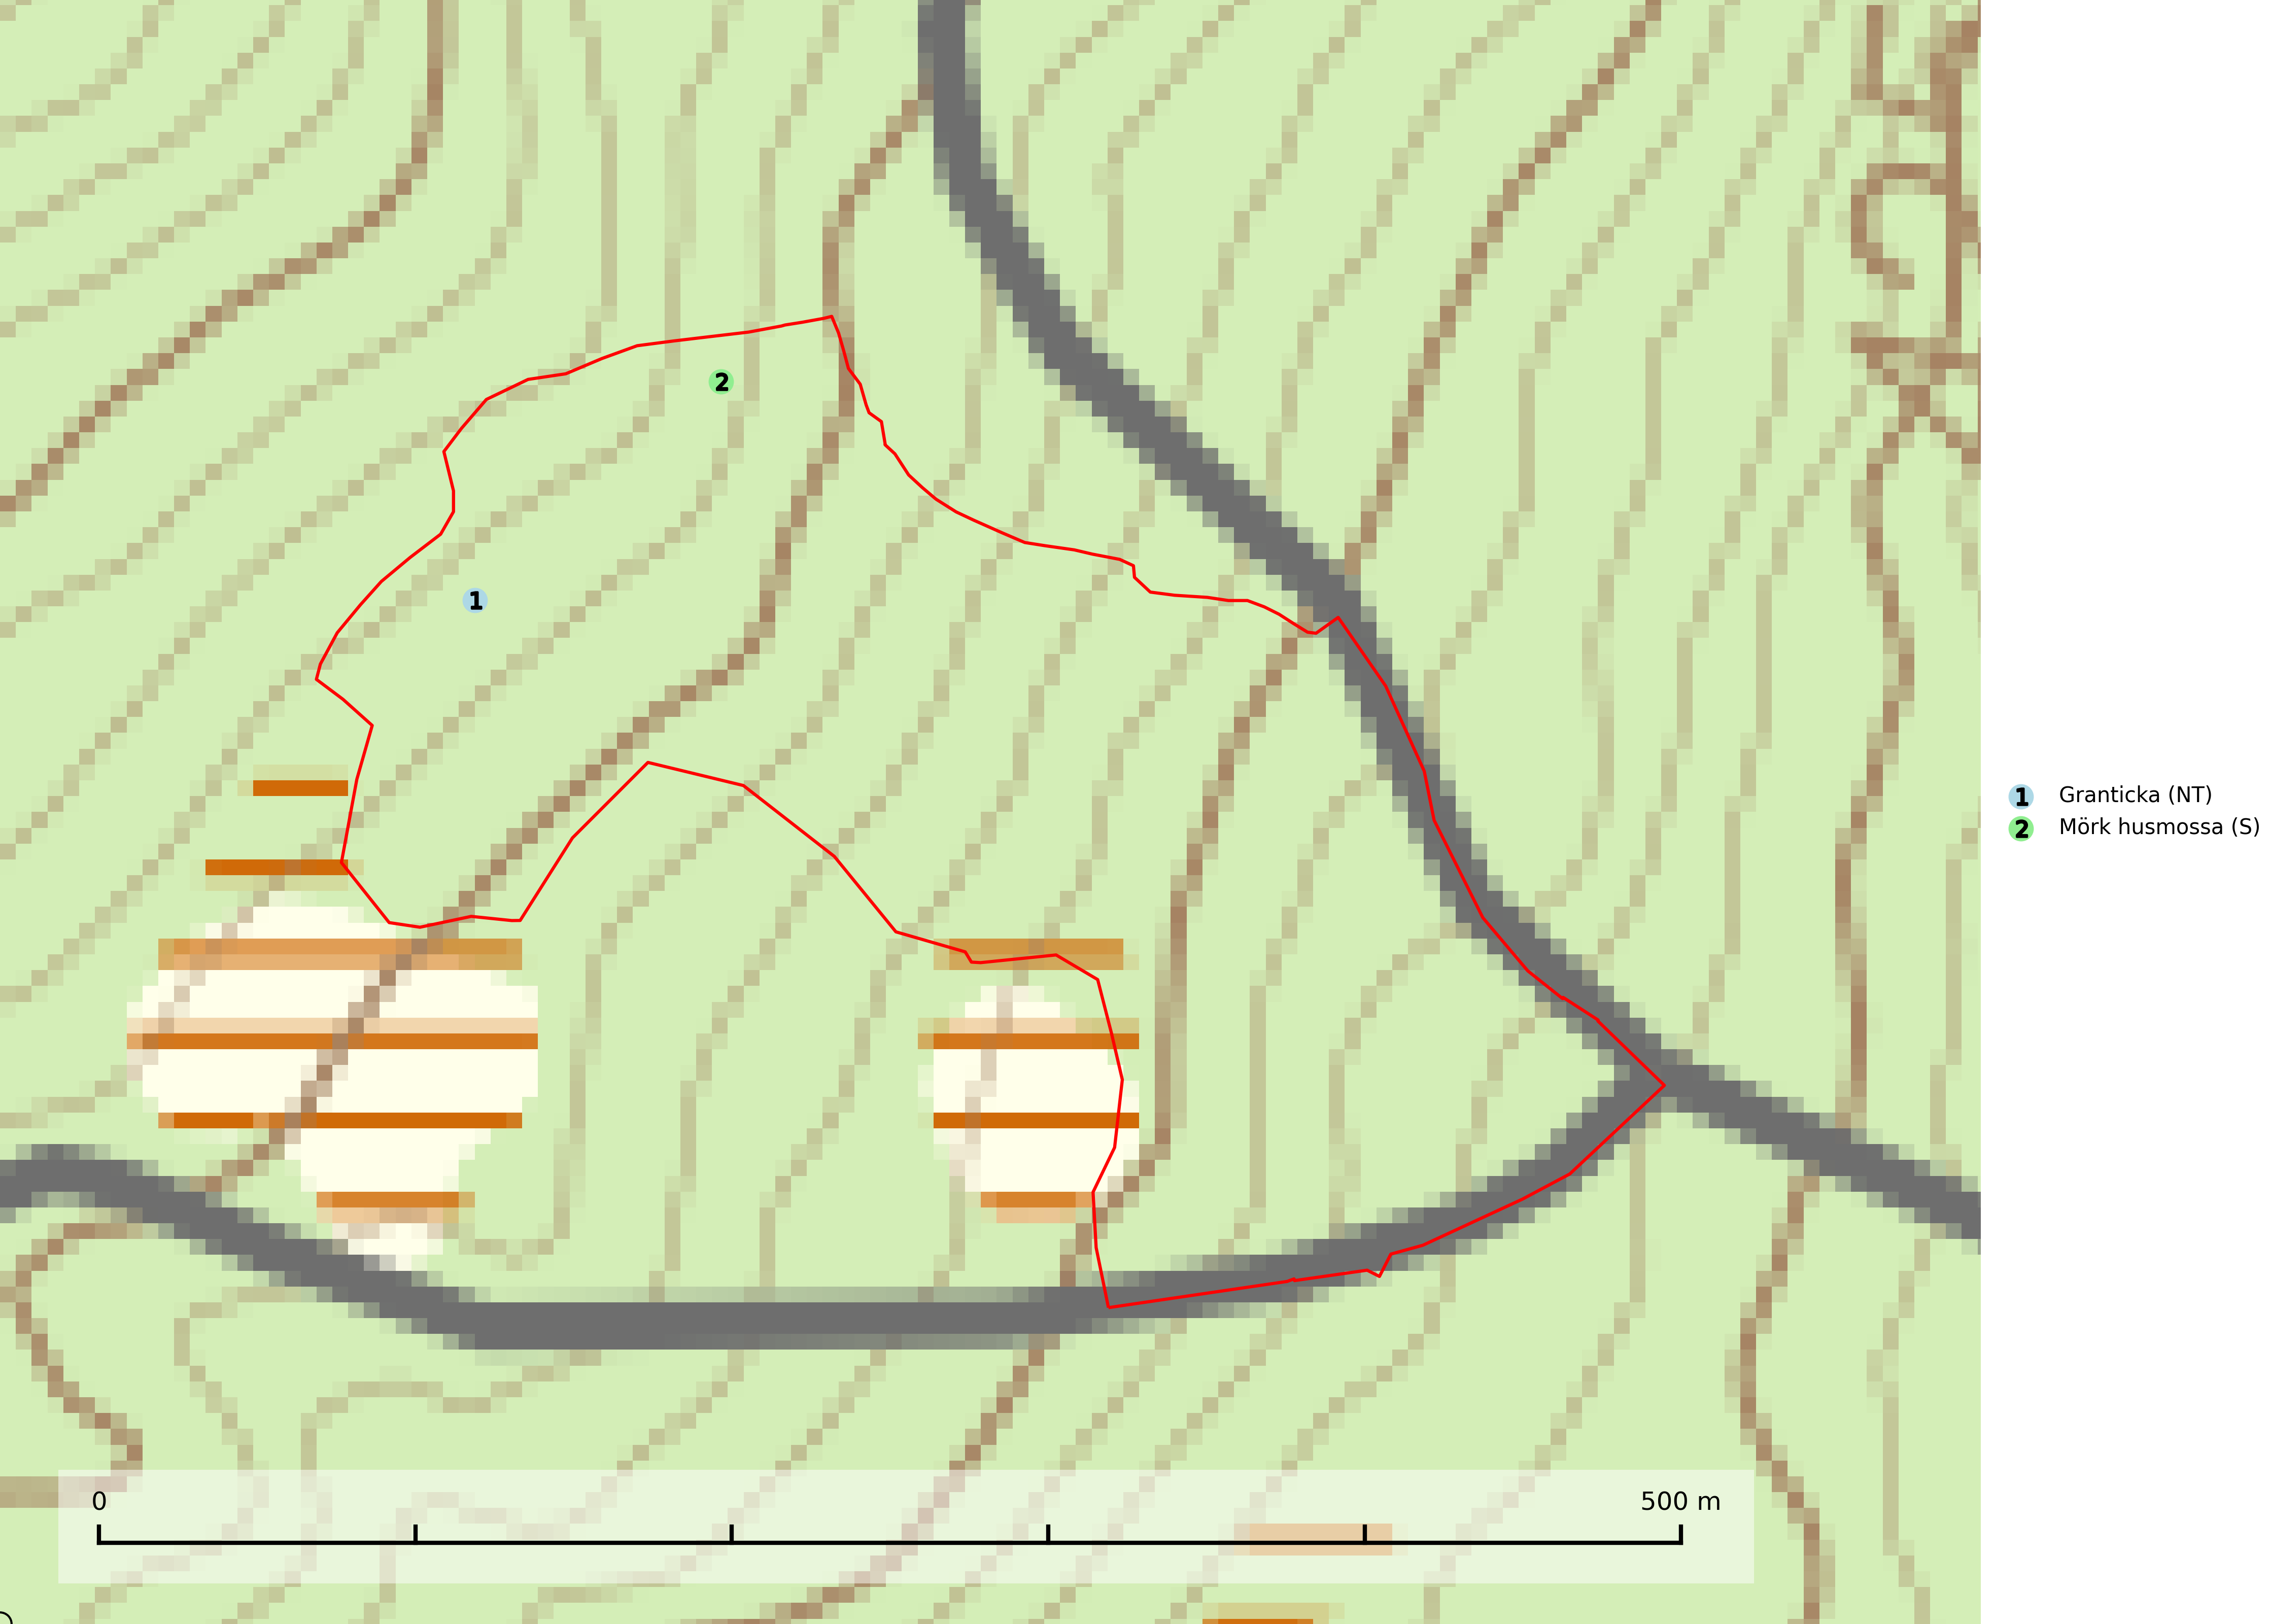 2
1
1 Granticka (NT)
2 Mörk husmossa (S)
0 500 m